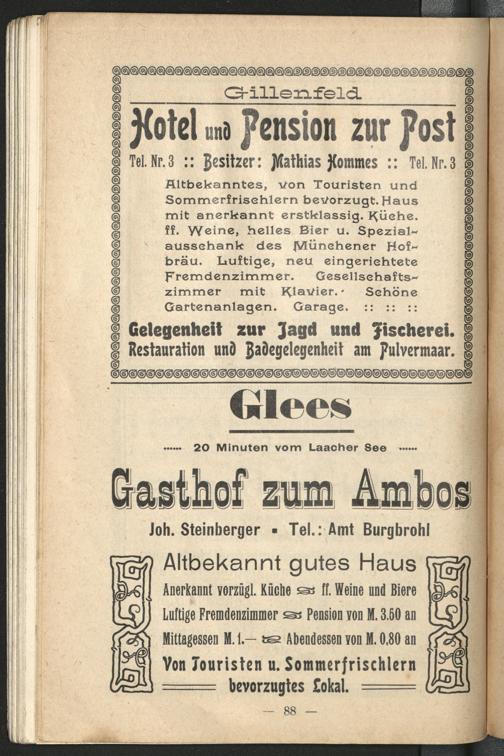 Gillenfeld
Hotel und Pension zur Post
Tel. Nr. 3 :: Besitzer: Mathias Hommes :: Tel. Nr. 3
Altbekanntes, von Touristen und
Sommerfrischlern bevorzugt. Haus
mit anerkannt erstklassig. Küche.
ff. Weine, helles Bier u. Spezial-
ausschank des Münchener Hof-
bräu. Luftige, neu eingerichtete
Fremdenzimmer. Gesellschafts-
zimmer mit Klavier. Schöne
Gartenanlagen. Garage. :: :: ::
Gelegenheit zur Jagd und Fischerei.
Restauration und Badegelegenheit am Pulvermaar.
Glees
...... 20 Minuten vom Laacher See ......
Gasthof zum Ambos
Joh. Steinberger ▪ Tel.: Amt Burgbrohl
Altbekannt gutes Haus
Anerkannt vorzügl. Küche ff. Weine und Biere
Luftige Fremdenzimmer Pension von M. 3.50 an
Mittagessen M. 1.— Abendessen von M. 0,80 an
Von Touristen u. Sommerfrischlern
bevorzugtes Lokal.
— 88 —